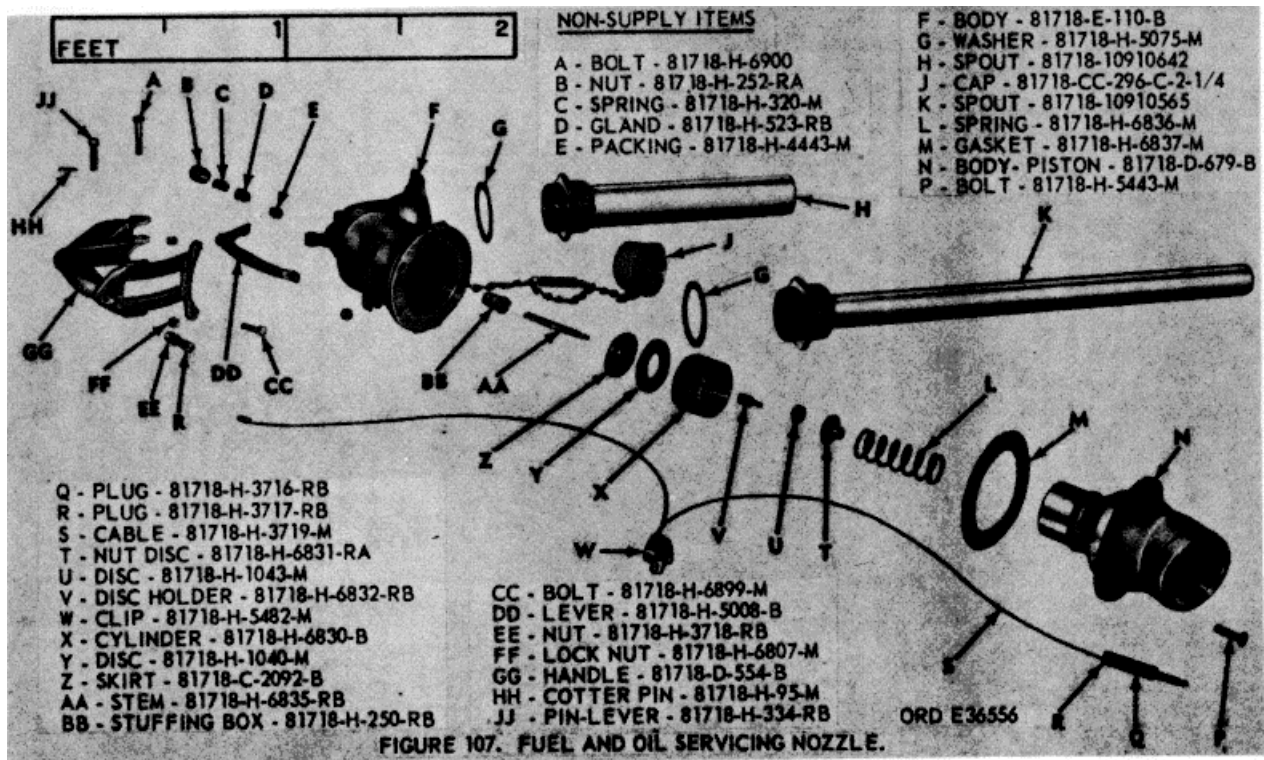 FEET 1 2
NON-SUPPLY ITEMS
A - BOLT - 81718-H-6900
B - NUT - 81718-H-252-RA
C - SPRING - 81718-H-320-M
D - GLAND - 81718-H-523-RB
E - PACKING - 81718-H-4443-M
F - BODY - 81718-E-110-B
G - WASHER - 81718-H-5075-M
H - SPOUT - 81718-10910642
J - CAP - 81718-CC-296-C-2-1/4
K - SPOUT - 81718-10910565
L - SPRING - 81718-H-6836-M
M - GASKET - 81718-H-6837-M
N - BODY-PISTON - 81718-D-679-B
P - BOLT - 81718-H-5443-M
JJ
A
B
C
D
E
F
G
HH
H
J
K
G
GG
FF
EE
R
DD
CC
BB
AA
Z
Y
X
W
V
U
T
L
M
N
S
R
Q
P
Q - PLUG - 81718-H-3716-RB
R - PLUG - 81718-H-3717-RB
S - CABLE - 81718-H-3719-M
T - NUT DISC - 81718-H-6831-RA
U - DISC - 81718-H-1043-M
V - DISC HOLDER - 81718-H-6832-RB
W - CLIP - 81718-H-5482-M
X - CYLINDER - 81718-H-6830-B
Y - DISC - 81718-H-1040-M
Z - SKIRT - 81718-C-2092-B
AA - STEM - 81718-H-6835-RB
BB - STUFFING BOX - 81718-H-250-RB
CC - BOLT - 81718-H-6899-M
DD - LEVER - 81718-H-5008-B
EE - NUT - 81718-H-3718-RB
FF - LOCK NUT - 81718-H-6807-M
GG - HANDLE - 81718-D-554-B
HH - COTTER PIN - 81718-H-95-M
JJ - PIN-LEVER - 81718-H-334-RB
ORD E36556
FIGURE 107. FUEL AND OIL SERVICING NOZZLE.